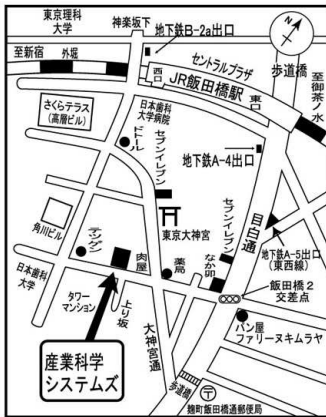 東京理科
大学
神楽坂下
地下鉄B-2a出口
N
至新宿
外堀
セントラルプラザ
西口
JR飯田橋駅
東口
歩道橋
至御茶ノ水
さくらテラス
(高層ビル)
日本歯科
大学病院
ドトール
セブンイレブン
地下鉄A-4出口
目白通
東京大神宮
セブンイレブン
地下鉄A-5出口
(東西線)
角川ビル
テンゲン
肉屋
薬局
なか卯
飯田橋2
交差点
日本歯科
大学
タワー
マンション
上り坂
大神宮通
パン屋
ファリーヌキムラヤ
産業科学
システムズ
歩道橋
〒
麹町飯田橋通郵便局